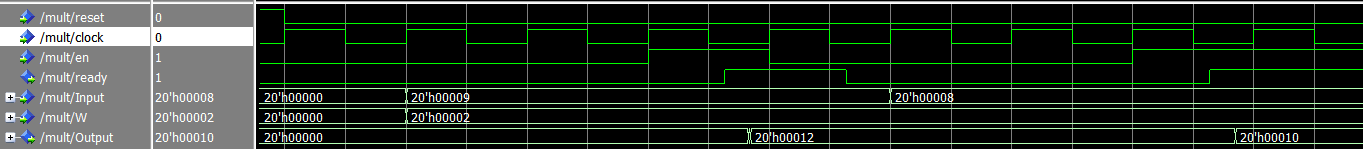 /mult/reset 0
/mult/clock 0
/mult/en 1
/mult/ready 1
/mult/Input 20'h00008 20'h00000 20'h00009 20'h00008
/mult/W 20'h00002 20'h00000 20'h00002
/mult/Output 20'h00010 20'h00000 20'h00012 20'h00010